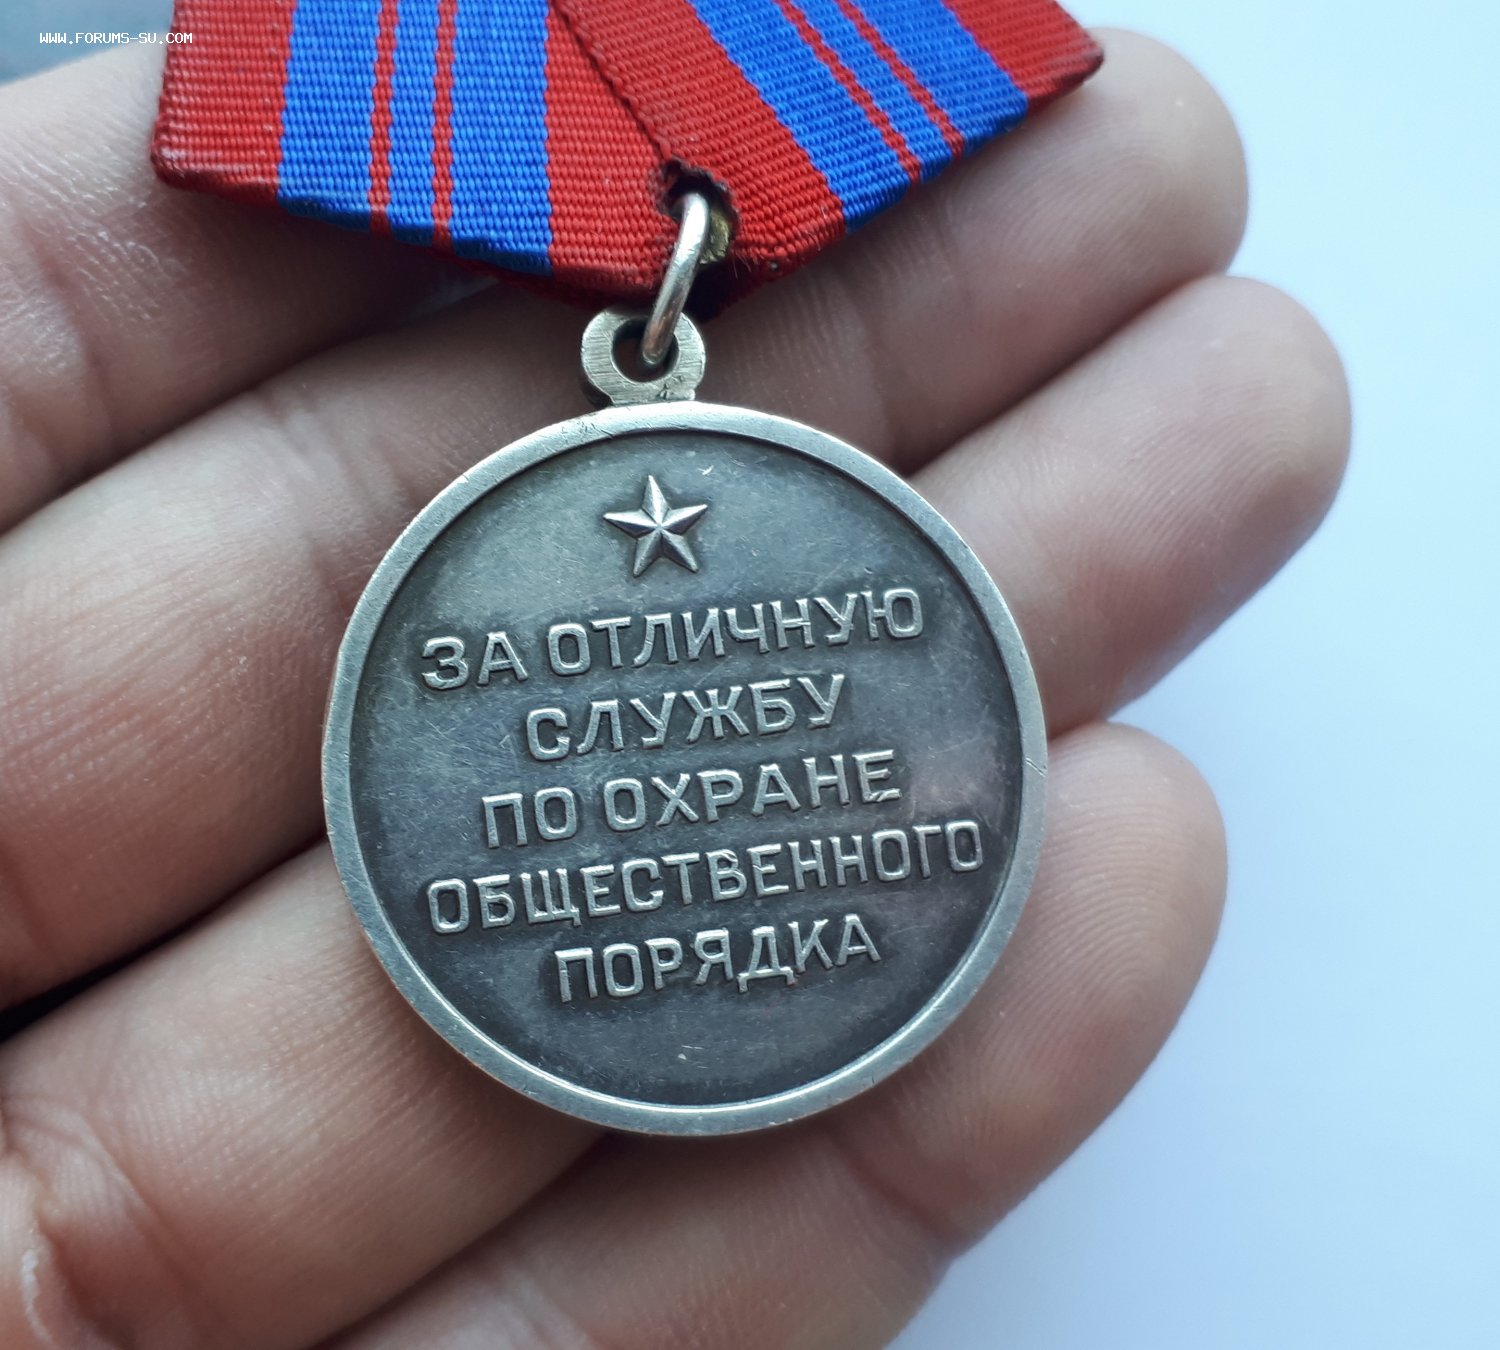 WWW.FORUMS-SU.COM
ЗА ОТЛИЧНУЮ
СЛУЖБУ
ПО ОХРАНЕ
ОБЩЕСТВЕННОГО
ПОРЯДКА